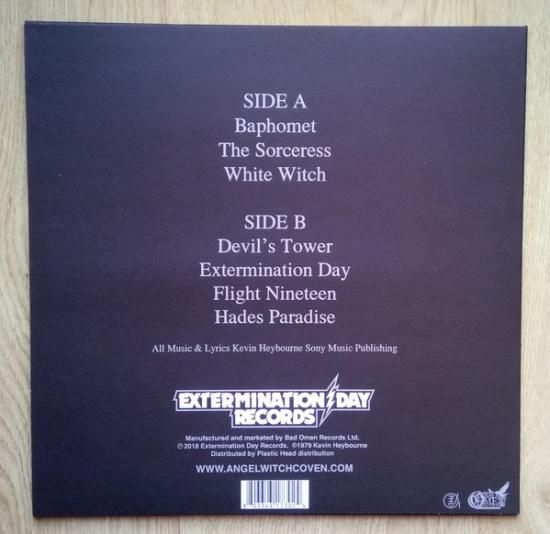 SIDE A
Baphomet
The Sorceress
White Witch
SIDE B
Devil's Tower
Extermination Day
Flight Nineteen
Hades Paradise
All Music & Lyrics Kevin Heybourne Sony Music Publishing
EXTERMINATION DAY
RECORDS
Manufactured and marketed by Bad Omen Records Ltd.
℗ 2018 Extermination Day Records. ©1979 Kevin Heybourne
Distributed by Plastic Head distribution
WWW.ANGELWITCHCOVEN.COM